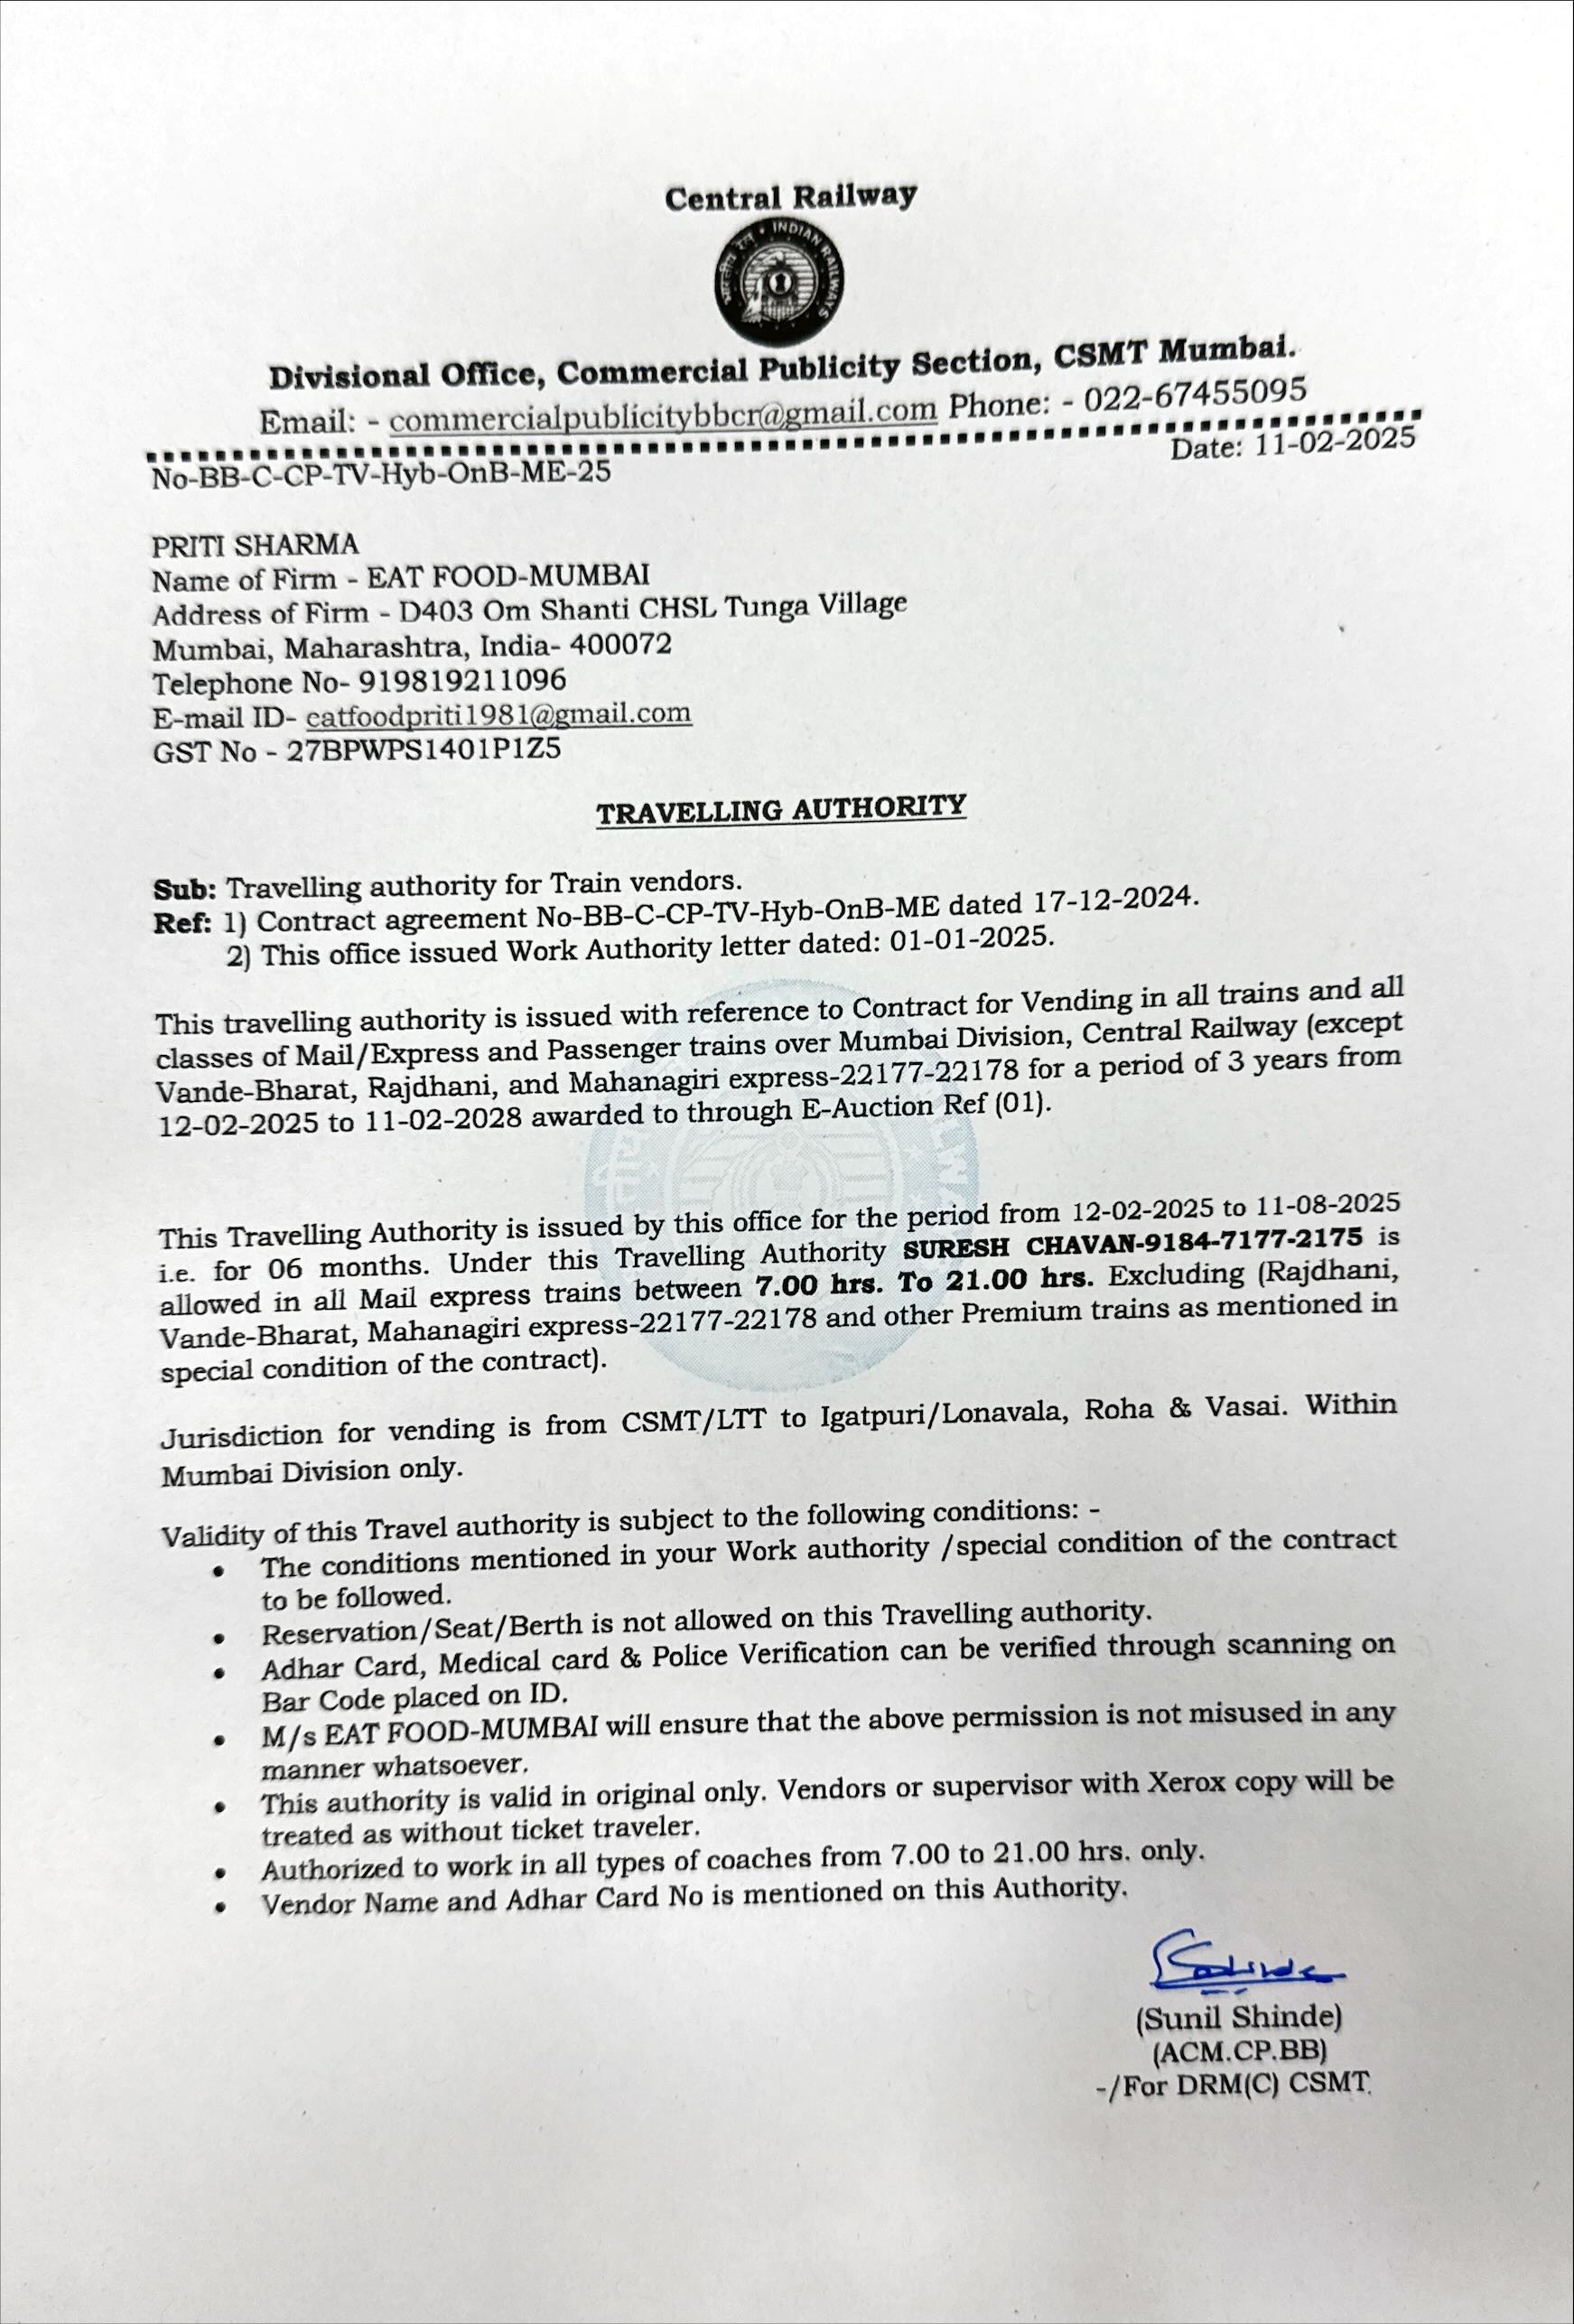 Central Railway
भारतीय रेल * INDIAN RAILWAYS
Divisional Office, Commercial Publicity Section, CSMT Mumbai.
Email: - commercialpublicitybbcr@gmail.com Phone: - 022-67455095
No-BB-C-CP-TV-Hyb-OnB-ME-25 Date: 11-02-2025
PRITI SHARMA
Name of Firm - EAT FOOD-MUMBAI
Address of Firm - D403 Om Shanti CHSL Tunga Village
Mumbai, Maharashtra, India- 400072
Telephone No- 919819211096
E-mail ID- eatfoodpriti1981@gmail.com
GST No - 27BPWPS1401P1Z5
TRAVELLING AUTHORITY
Sub: Travelling authority for Train vendors.
Ref: 1) Contract agreement No-BB-C-CP-TV-Hyb-OnB-ME dated 17-12-2024.
2) This office issued Work Authority letter dated: 01-01-2025.
This travelling authority is issued with reference to Contract for Vending in all trains and all
classes of Mail/Express and Passenger trains over Mumbai Division, Central Railway (except
Vande-Bharat, Rajdhani, and Mahanagiri express-22177-22178 for a period of 3 years from
12-02-2025 to 11-02-2028 awarded to through E-Auction Ref (01).
This Travelling Authority is issued by this office for the period from 12-02-2025 to 11-08-2025
i.e. for 06 months. Under this Travelling Authority SURESH CHAVAN-9184-7177-2175 is
allowed in all Mail express trains between 7.00 hrs. To 21.00 hrs. Excluding (Rajdhani,
Vande-Bharat, Mahanagiri express-22177-22178 and other Premium trains as mentioned in
special condition of the contract).
Jurisdiction for vending is from CSMT/LTT to Igatpuri/Lonavala, Roha & Vasai. Within
Mumbai Division only.
Validity of this Travel authority is subject to the following conditions: -
• The conditions mentioned in your Work authority /special condition of the contract
to be followed.
• Reservation/Seat/Berth is not allowed on this Travelling authority.
• Adhar Card, Medical card & Police Verification can be verified through scanning on
Bar Code placed on ID.
• M/s EAT FOOD-MUMBAI will ensure that the above permission is not misused in any
manner whatsoever.
• This authority is valid in original only. Vendors or supervisor with Xerox copy will be
treated as without ticket traveler.
• Authorized to work in all types of coaches from 7.00 to 21.00 hrs. only.
• Vendor Name and Adhar Card No is mentioned on this Authority.
(Sunil Shinde)
(ACM.CP.BB)
-/For DRM(C) CSMT